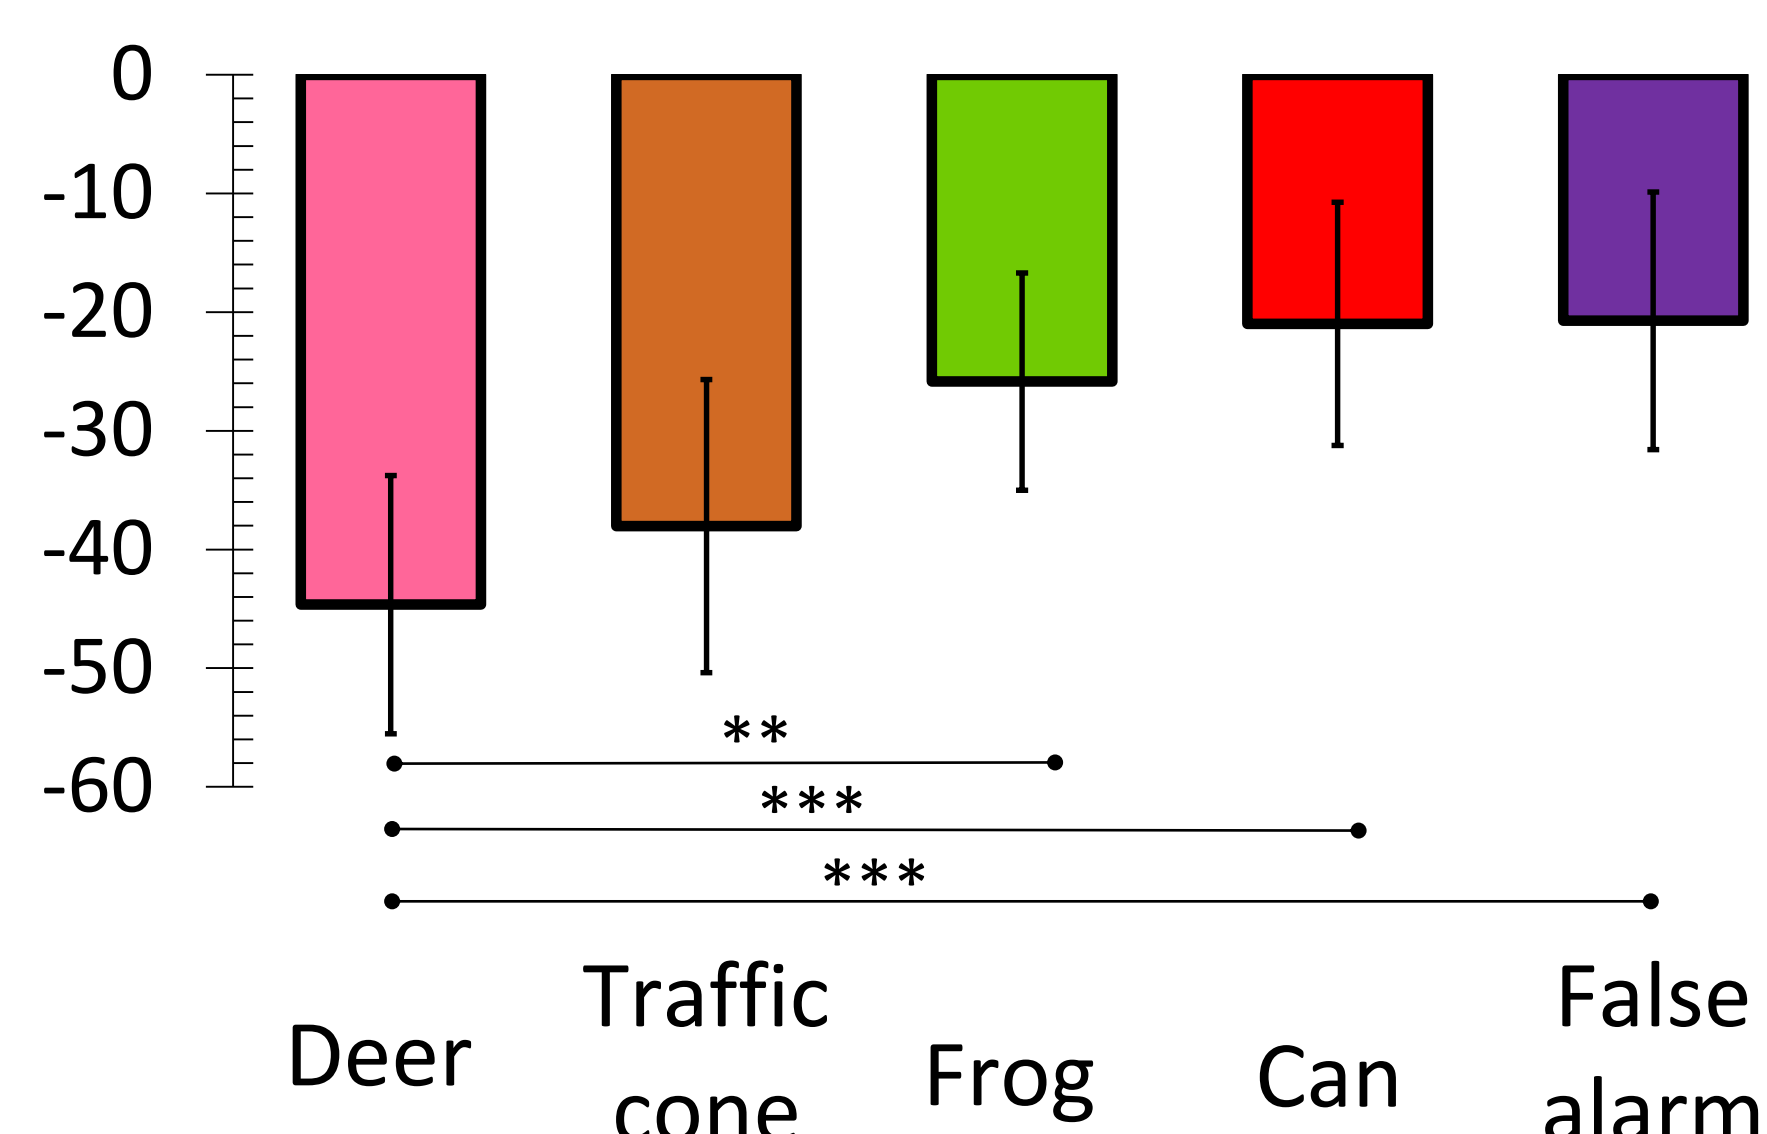 0
-10
-20
-30
-40
-50
-60
**
***
***
Deer
Traffic
cone
Frog
Can
False
alarm